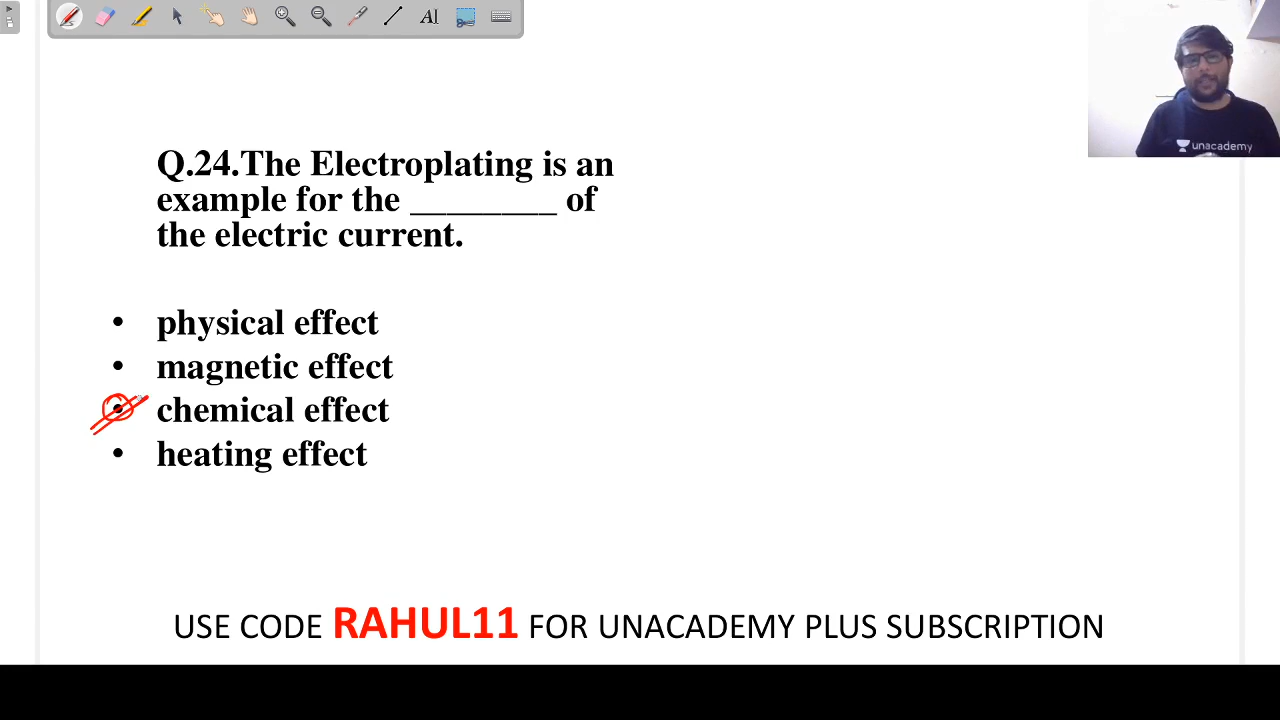 AI
unacademy
Q.24.The Electroplating is an
example for the ________ of
the electric current.
• physical effect
• magnetic effect
• chemical effect
• heating effect
USE CODE RAHUL11 FOR UNACADEMY PLUS SUBSCRIPTION